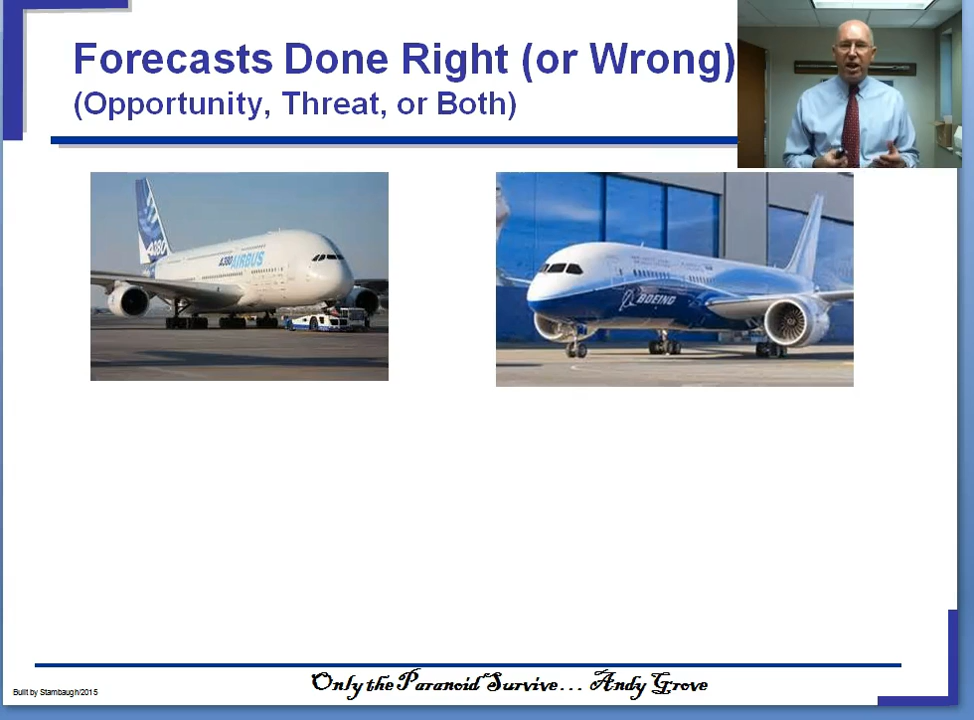 Forecasts Done Right (or Wrong)
(Opportunity, Threat, or Both)
A380
A380 AIRBUS
BOEING
Only the Paranoid Survive... Andy Grove
Built by Stambaugh/2015